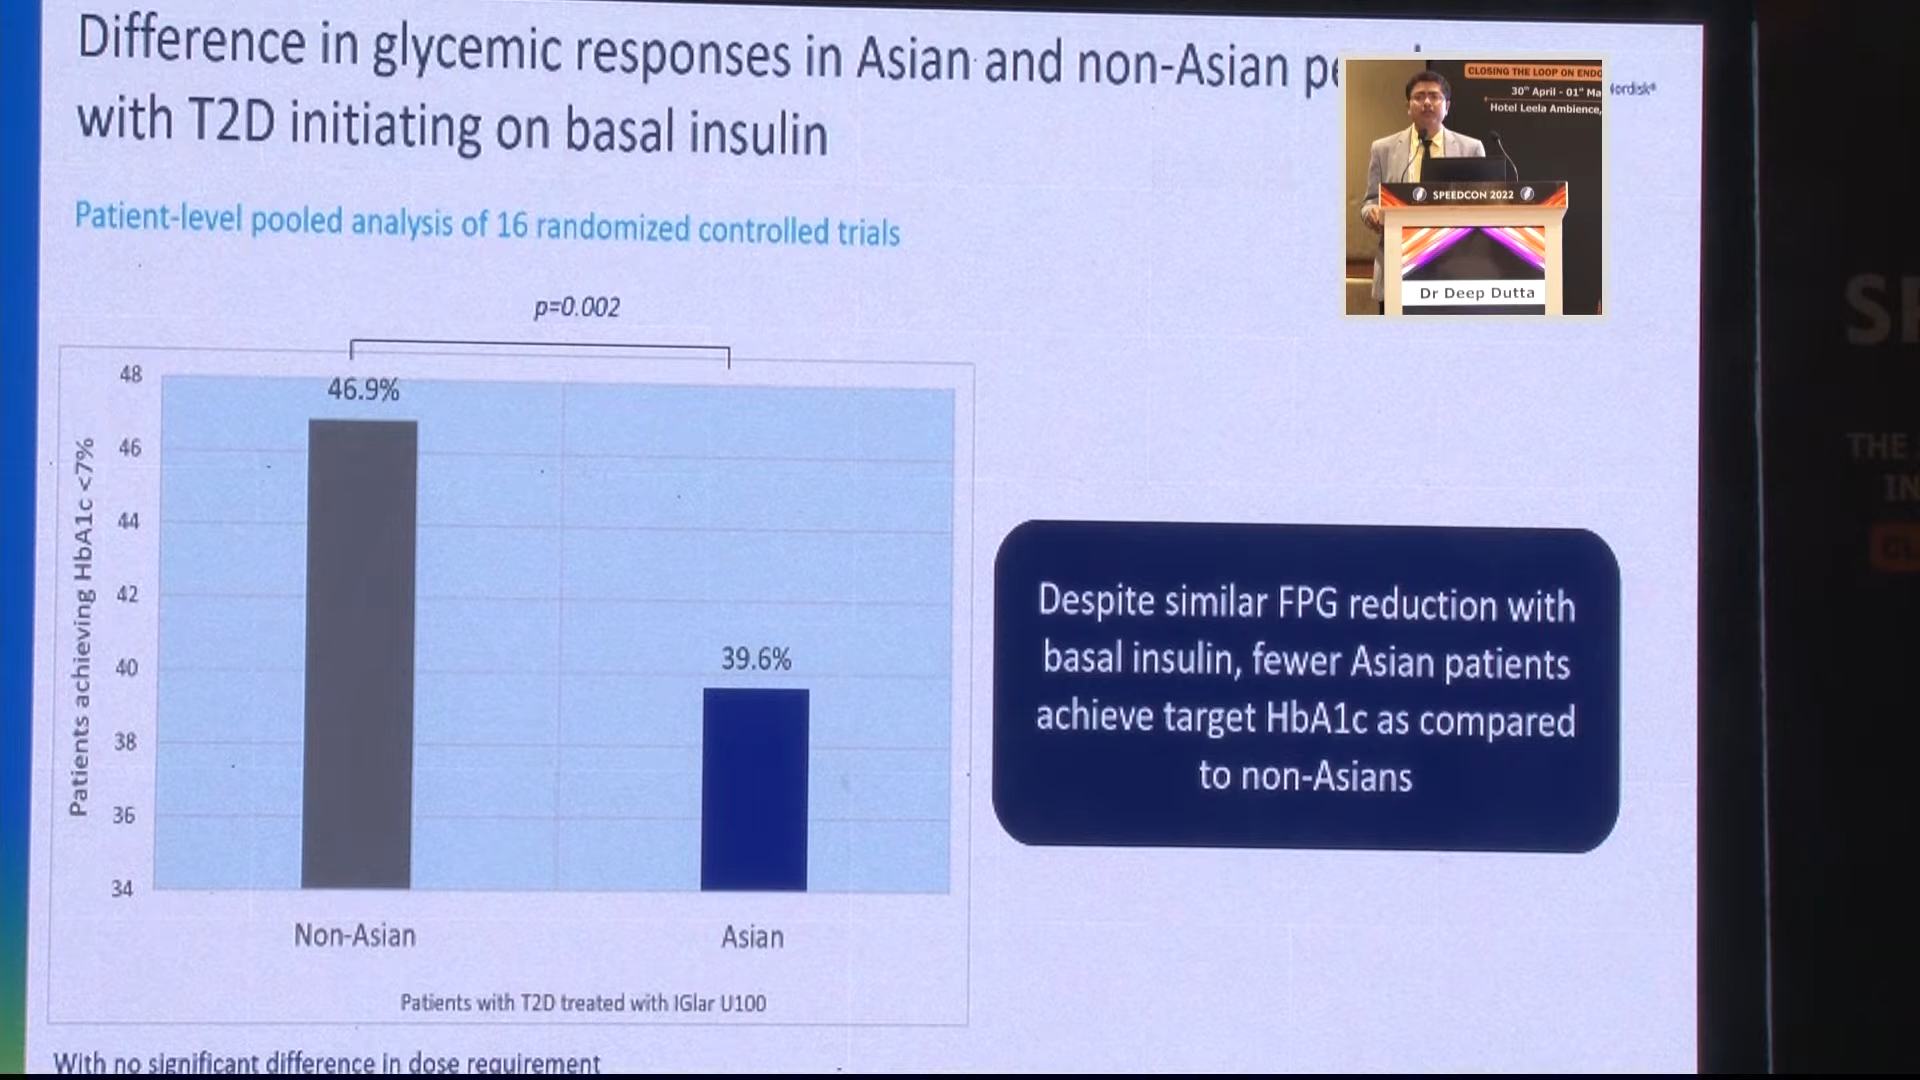 Difference in glycemic responses in Asian and non-Asian
with T2D initiating on basal insulin
Patient-level pooled analysis of 16 randomized controlled trials
CLOSING THE LOOP ON
30th April - 01st
Hotel Leela Ambience,
SPEEDCON 2022
Dr Deep Dutta
p=0.002
48
46
44
42
40
38
36
34
Patients achieving HbA1c <7%
46.9%
39.6%
Non-Asian
Asian
Patients with T2D treated with IGlar U100
Despite similar FPG reduction with
basal insulin, fewer Asian patients
achieve target HbA1c as compared
to non-Asians
With no significant difference in dose requirement
THE